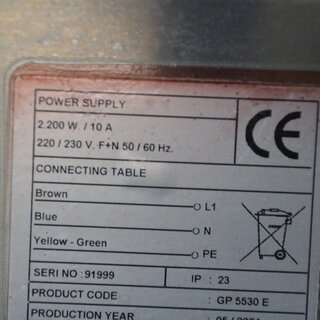 POWER SUPPLY
2.200 W. / 10 A
220 / 230 V. F+N 50 / 60 Hz.
CE
CONNECTING TABLE
Brown L1
Blue N
Yellow - Green PE
SERI NO : 91999 IP : 23
PRODUCT CODE : GP 5530 E
PRODUCTION YEAR